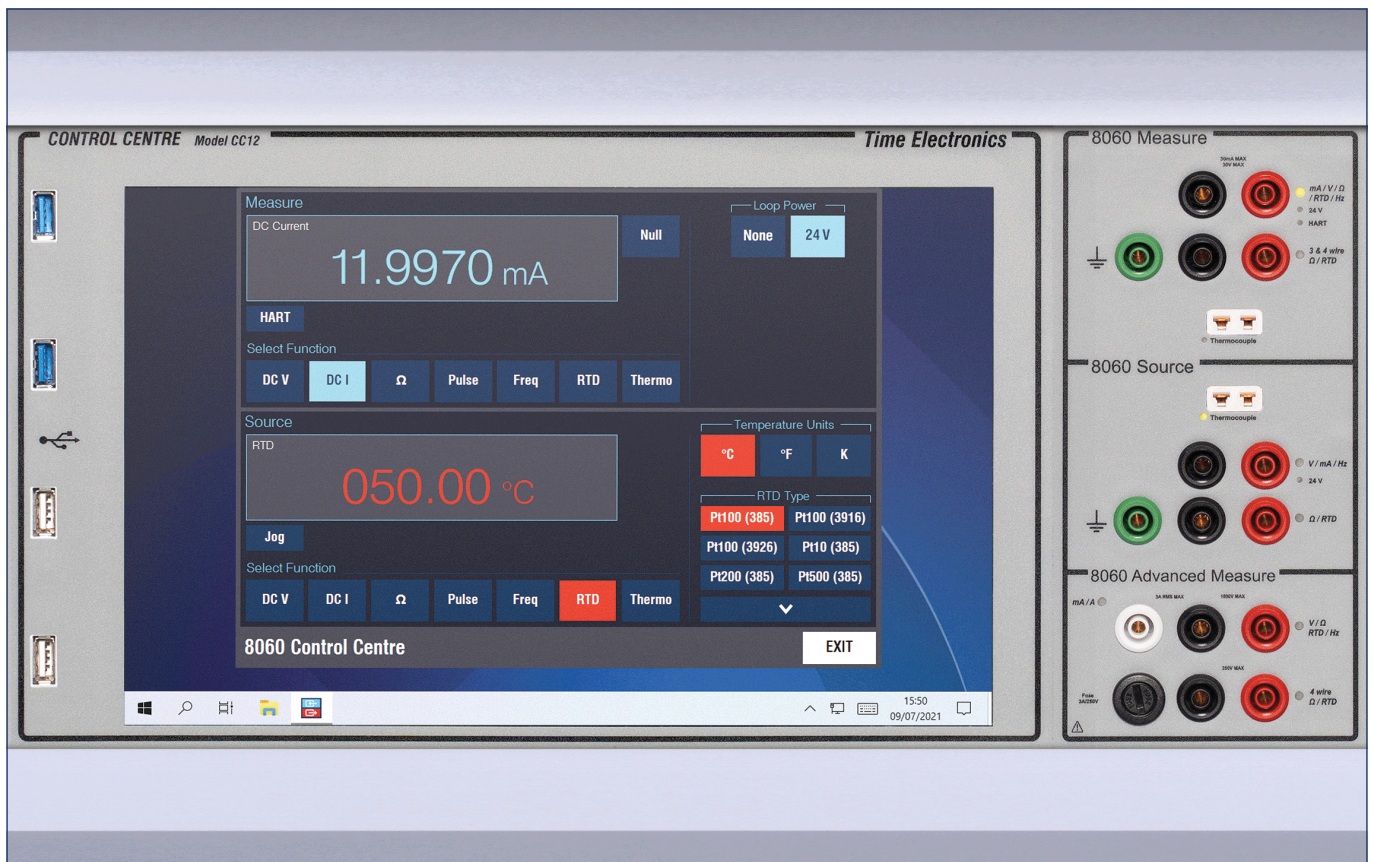 CONTROL CENTRE Model CC12
Time Electronics
Measure
DC Current
11.9970 mA
Null
Loop Power
None
24 V
HART
Select Function
DC V
DC I
Ω
Pulse
Freq
RTD
Thermo
Source
RTD
050.00 °C
Jog
Select Function
DC V
DC I
Ω
Pulse
Freq
RTD
Thermo
Temperature Units
°C
°F
K
RTD Type
Pt100 (385)
Pt100 (3916)
Pt100 (3926)
Pt10 (385)
Pt200 (385)
Pt500 (385)
8060 Control Centre
EXIT
15:50
09/07/2021
8060 Measure
30mA MAX
30V MAX
mA / V / Ω
/ RTD / Hz
24 V
HART
3 & 4 wire
Ω / RTD
Thermocouple
8060 Source
Thermocouple
V / mA / Hz
24 V
Ω / RTD
8060 Advanced Measure
mA / A
3A RMS MAX
1000V MAX
V / Ω
RTD / Hz
250V MAX
Fuse
3A/250V
4 wire
Ω / RTD